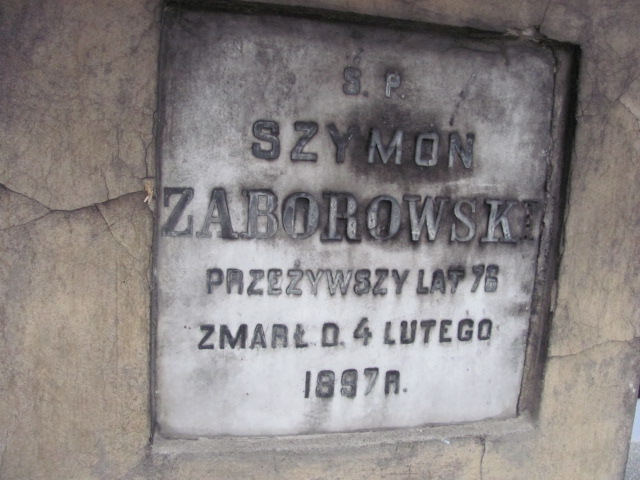 Ś. P.
SZYMON
ZABOROWSKI
PRZEŻYWSZY LAT 76
ZMARŁ D. 4 LUTEGO
1897 R.